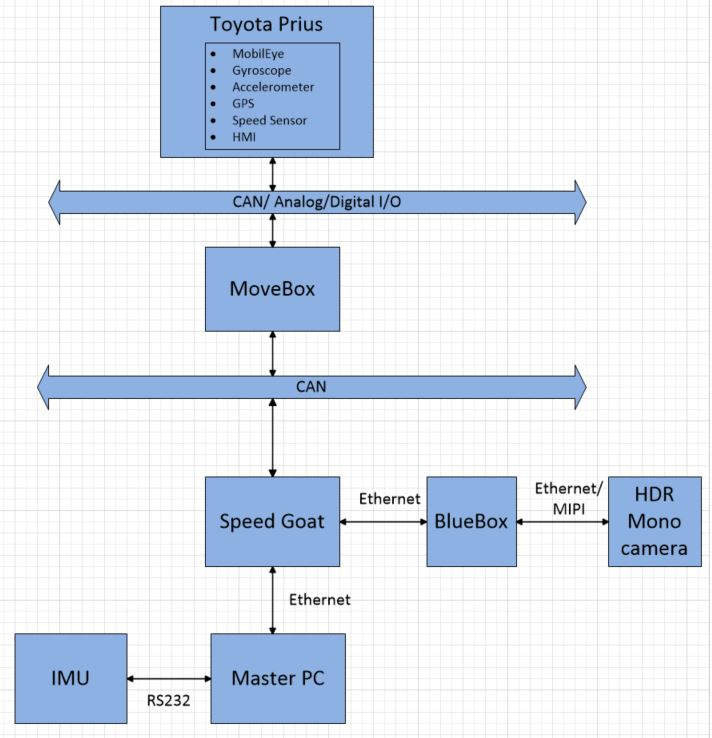 Toyota Prius
• MobilEye
• Gyroscope
• Accelerometer
• GPS
• Speed Sensor
• HMI
CAN/ Analog/Digital I/O
MoveBox
CAN
Speed Goat
Ethernet
BlueBox
Ethernet/
MIPI
HDR
Mono
camera
Ethernet
IMU
RS232
Master PC